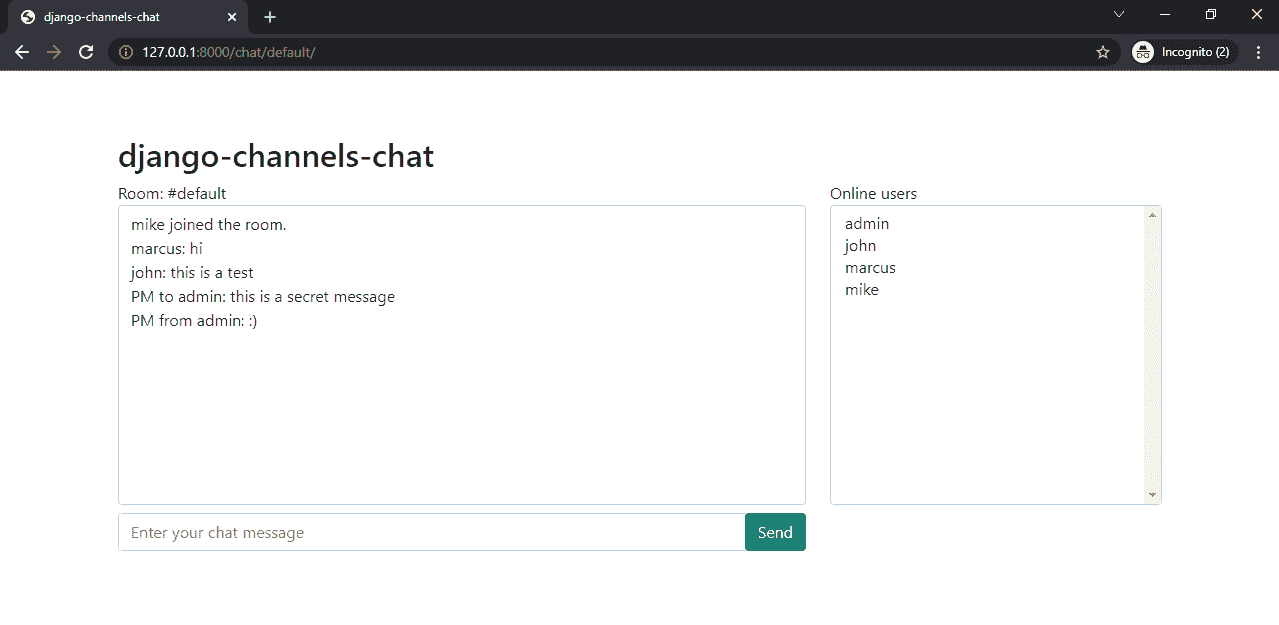 django-channels-chat
127.0.0.1:8000/chat/default/
Incognito (2)
django-channels-chat
Room: #default
Online users
mike joined the room.
marcus: hi
john: this is a test
PM to admin: this is a secret message
PM from admin: :)
admin
john
marcus
mike
Enter your chat message
Send